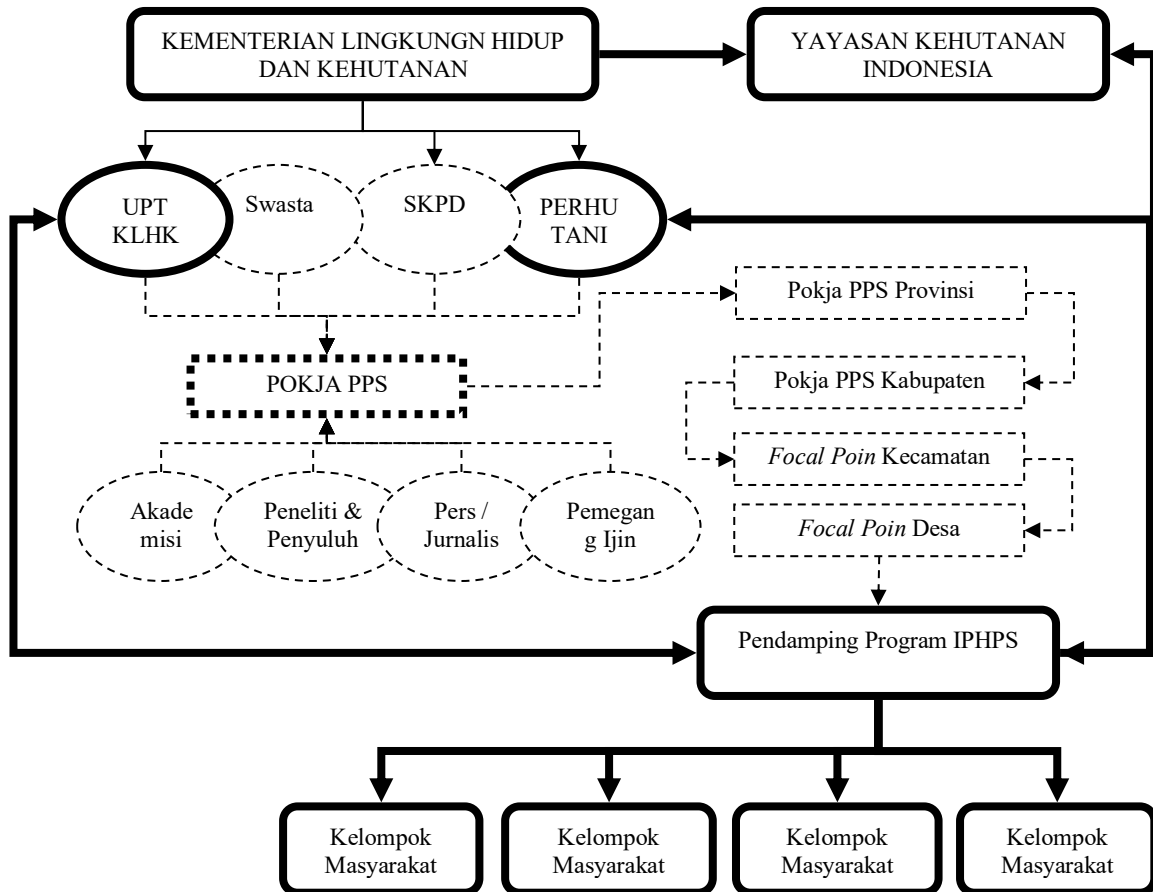 KEMENTERIAN LINGKUNGN HIDUP
DAN KEHUTANAN
YAYASAN KEHUTANAN
INDONESIA
UPT
KLHK
Swasta
SKPD
PERHU
TANI
Pokja PPS Provinsi
POKJA PPS
Pokja PPS Kabupaten
Focal Poin Kecamatan
Focal Poin Desa
Akade
misi
Peneliti &
Penyuluh
Pers /
Jurnalis
Pemegan
g Ijin
Pendamping Program IPHPS
Kelompok
Masyarakat
Kelompok
Masyarakat
Kelompok
Masyarakat
Kelompok
Masyarakat